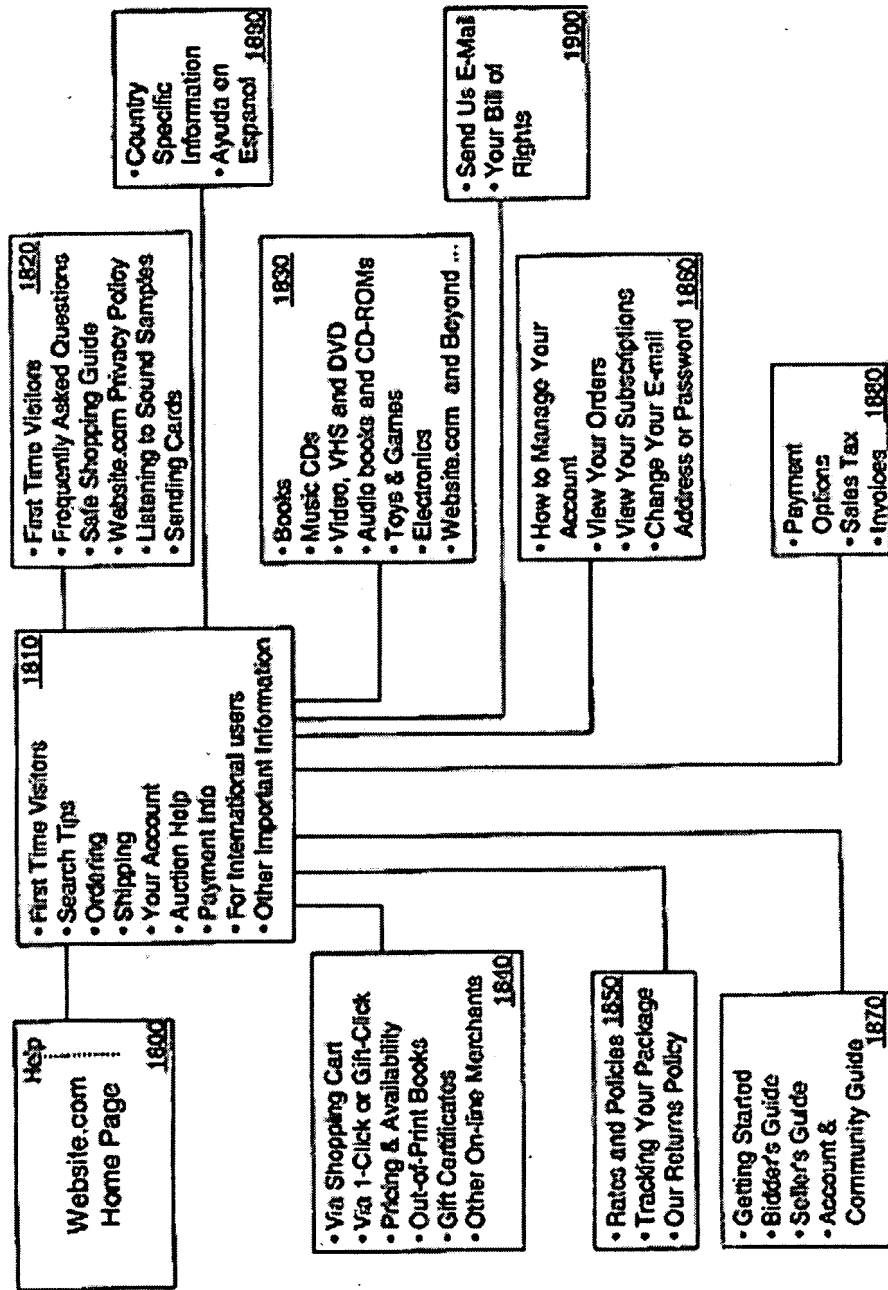 Help
Website.com
Home Page
1800
• First Time Visitors
• Search Tips
• Ordering
• Shipping
• Your Account
• Auction Help
• Payment Info
• For International users
• Other Important Information
1810
• First Time Visitors
• Frequently Asked Questions
• Safe Shopping Guide
• Website.com Privacy Policy
• Listening to Sound Samples
• Sending Cards
1820
• Country
Specific
Information
• Ayuda on
Espanol
1890
• Via Shopping Cart
• Via 1-Click or Gift-Click
• Pricing & Availability
• Out-of-Print Books
• Gift Certificates
• Other On-line Merchants
1840
• Books
• Music CDs
• Video, VHS and DVD
• Audio books and CD-ROMs
• Toys & Games
• Electronics
• Website.com and Beyond ...
1830
• Send Us E-Mail
• Your Bill of
Rights
1900
• Rates and Policies 1850
• Tracking Your Package
• Our Returns Policy
• How to Manage Your
Account
• View Your Orders
• View Your Subscriptions
• Change Your E-mail
Address or Password 1860
• Getting Started
• Bidder's Guide
• Seller's Guide
• Account &
Community Guide
1870
• Payment
Options
• Sales Tax
• Invoices 1880